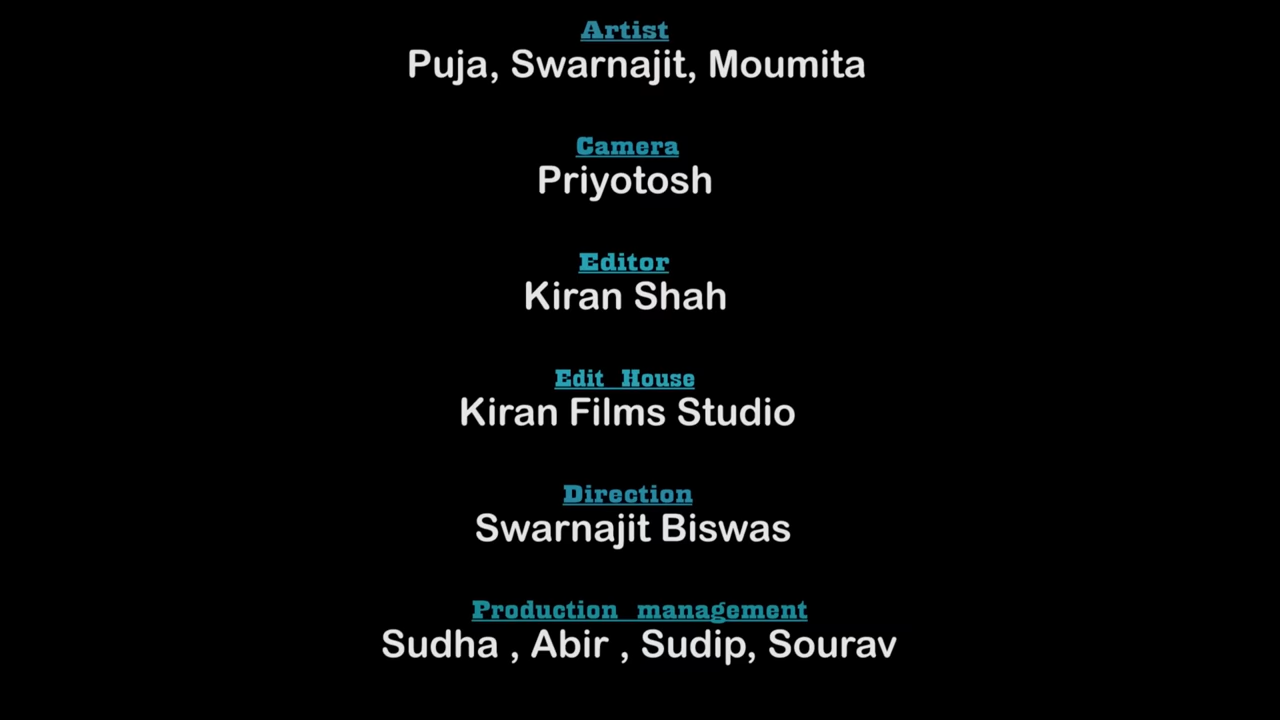 Artist
Puja, Swarnajit, Moumita
Camera
Priyotosh
Editor
Kiran Shah
Edit House
Kiran Films Studio
Direction
Swarnajit Biswas
Production management
Sudha , Abir , Sudip, Sourav